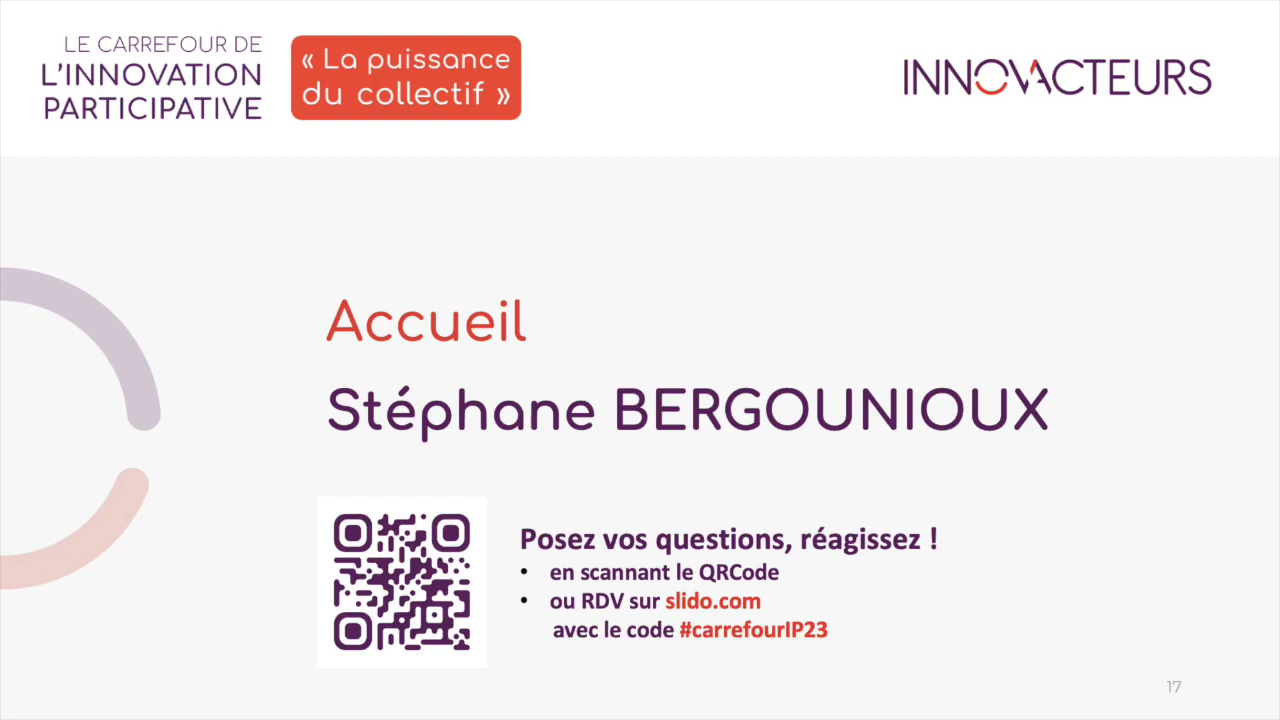 LE CARREFOUR DE
L'INNOVATION
PARTICIPATIVE
« La puissance
du collectif »
INNOVACTEURS
Accueil
Stéphane BERGOUNIOUX
Posez vos questions, réagissez !
• en scannant le QRCode
• ou RDV sur slido.com
avec le code #carrefourIP23
17